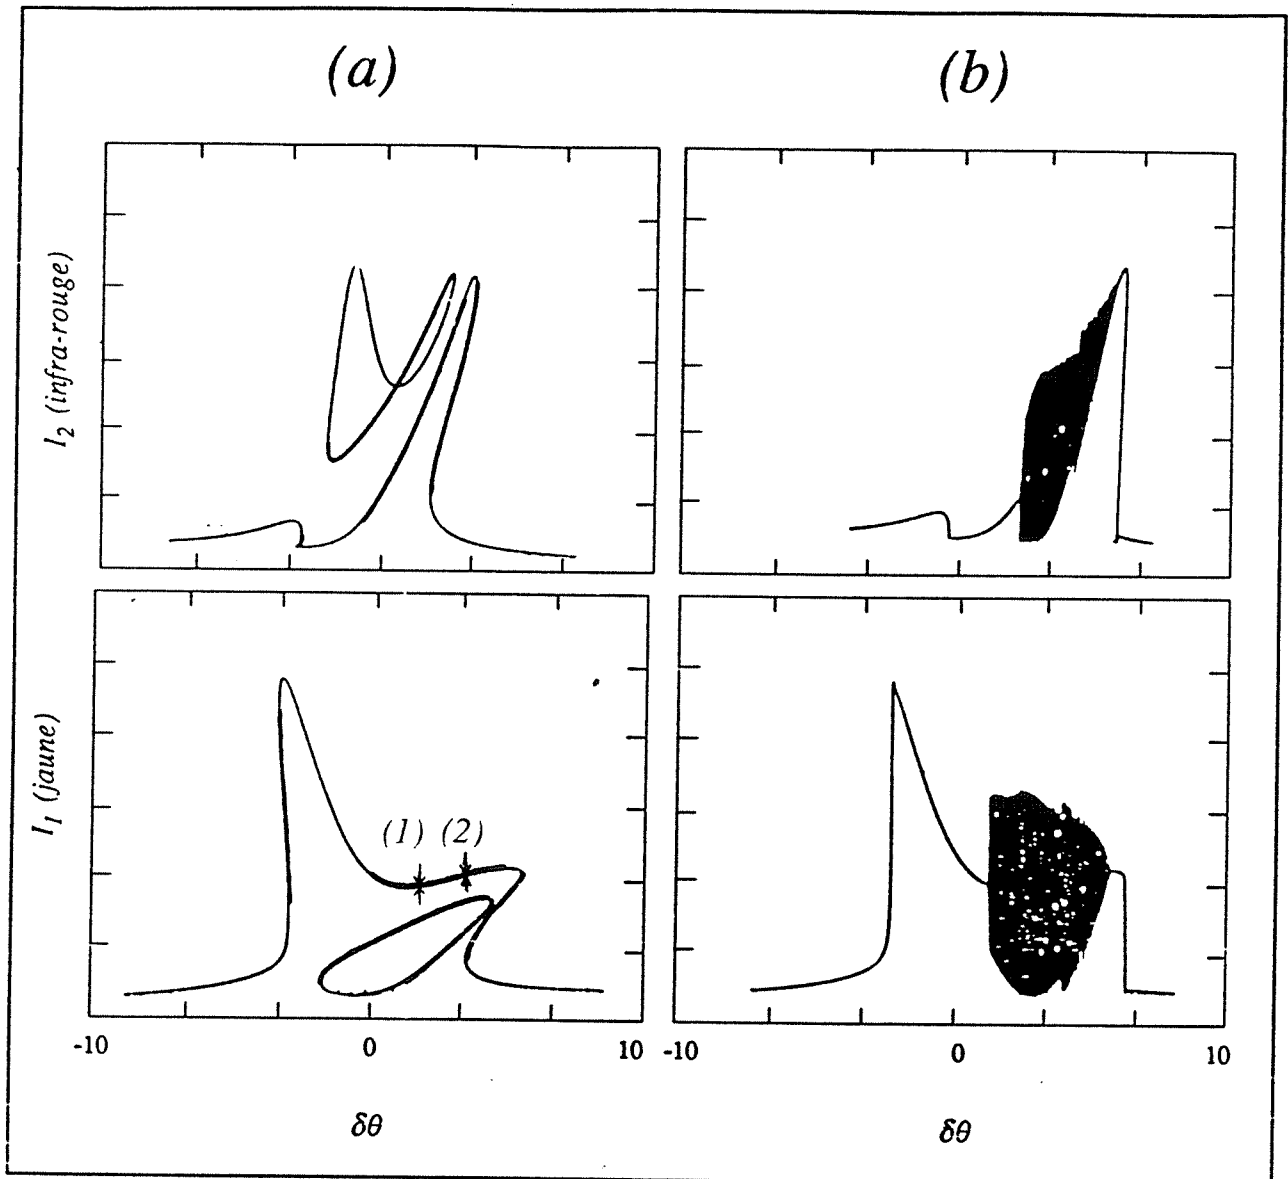 (a)
(b)
I2 (infra-rouge)
I1 (jaune)
(1) (2)
-10 0 10 -10 0 10
δθ
δθ